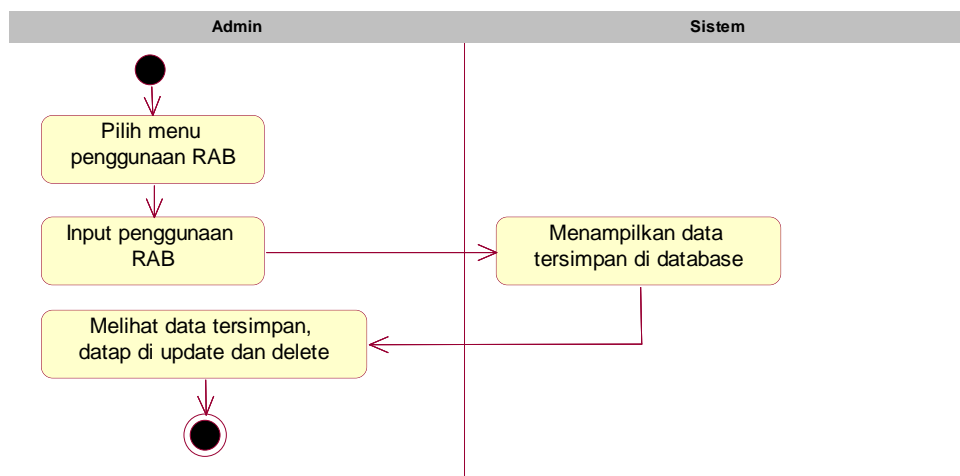 Admin
Sistem
Pilih menu
penggunaan RAB
Input penggunaan
RAB
Menampilkan data
tersimpan di database
Melihat data tersimpan,
datap di update dan delete